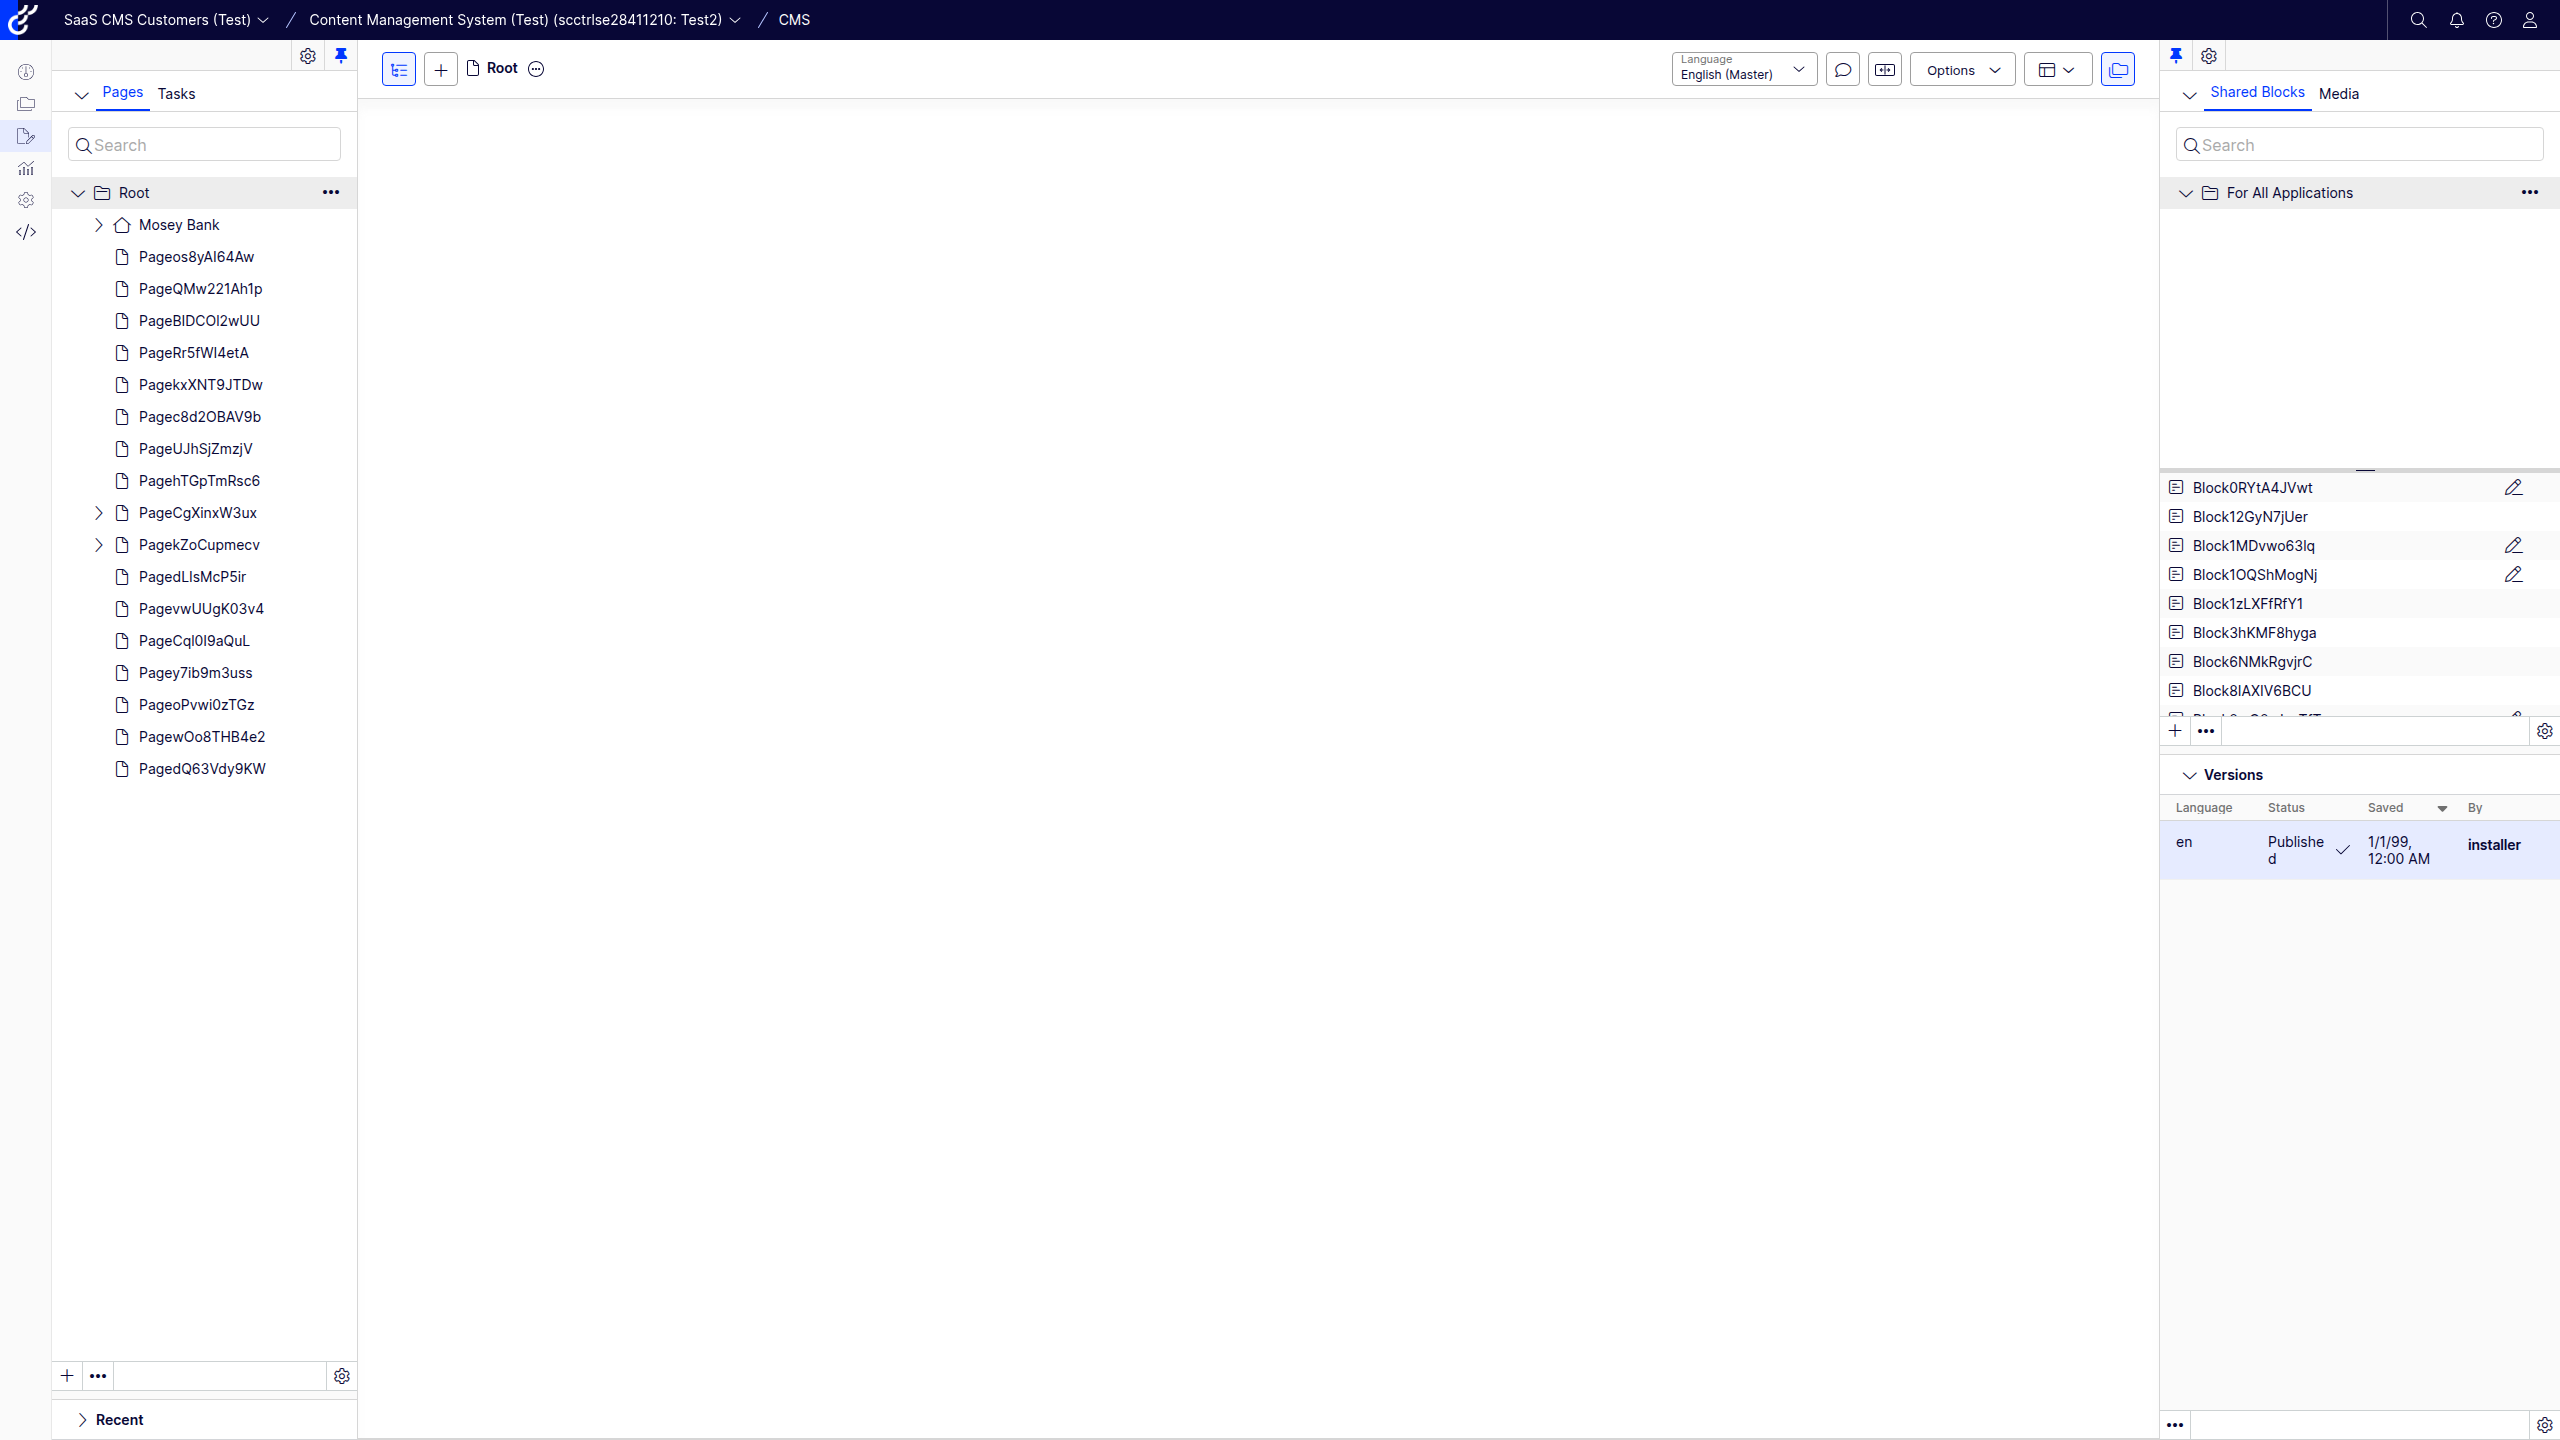 SaaS CMS Customers (Test)
Content Management System (Test) (scctrlse28411210: Test2)
CMS
Pages
Tasks
Search
Root
Mosey Bank
Pageos8yAI64Aw
PageQMw221Ah1p
PageBIDCOI2wUU
PageRr5fWI4etA
PagekxXNT9JTDw
Pagec8d2OBAV9b
PageUJhSjZmzjV
PagehTGpTmRsc6
PageCgXinxW3ux
PagekZoCupmecv
PagedLIsMcP5ir
PagevwUUgK03v4
PageCql0I9aQuL
Pagey7ib9m3uss
PageoPvwi0zTGz
PagewOo8THB4e2
PagedQ63Vdy9KW
Recent
Root
Language
English (Master)
Options
Shared Blocks
Media
Search
For All Applications
Block0RYtA4JVwt
Block12GyN7jUer
Block1MDvwo63lq
Block1OQShMogNj
Block1zLXFfRfY1
Block3hKMF8hyga
Block6NMkRgvjrC
Block8IAXlV6BCU
Versions
Language Status Saved By
en Publishe 1/1/99, installer
d 12:00 AM